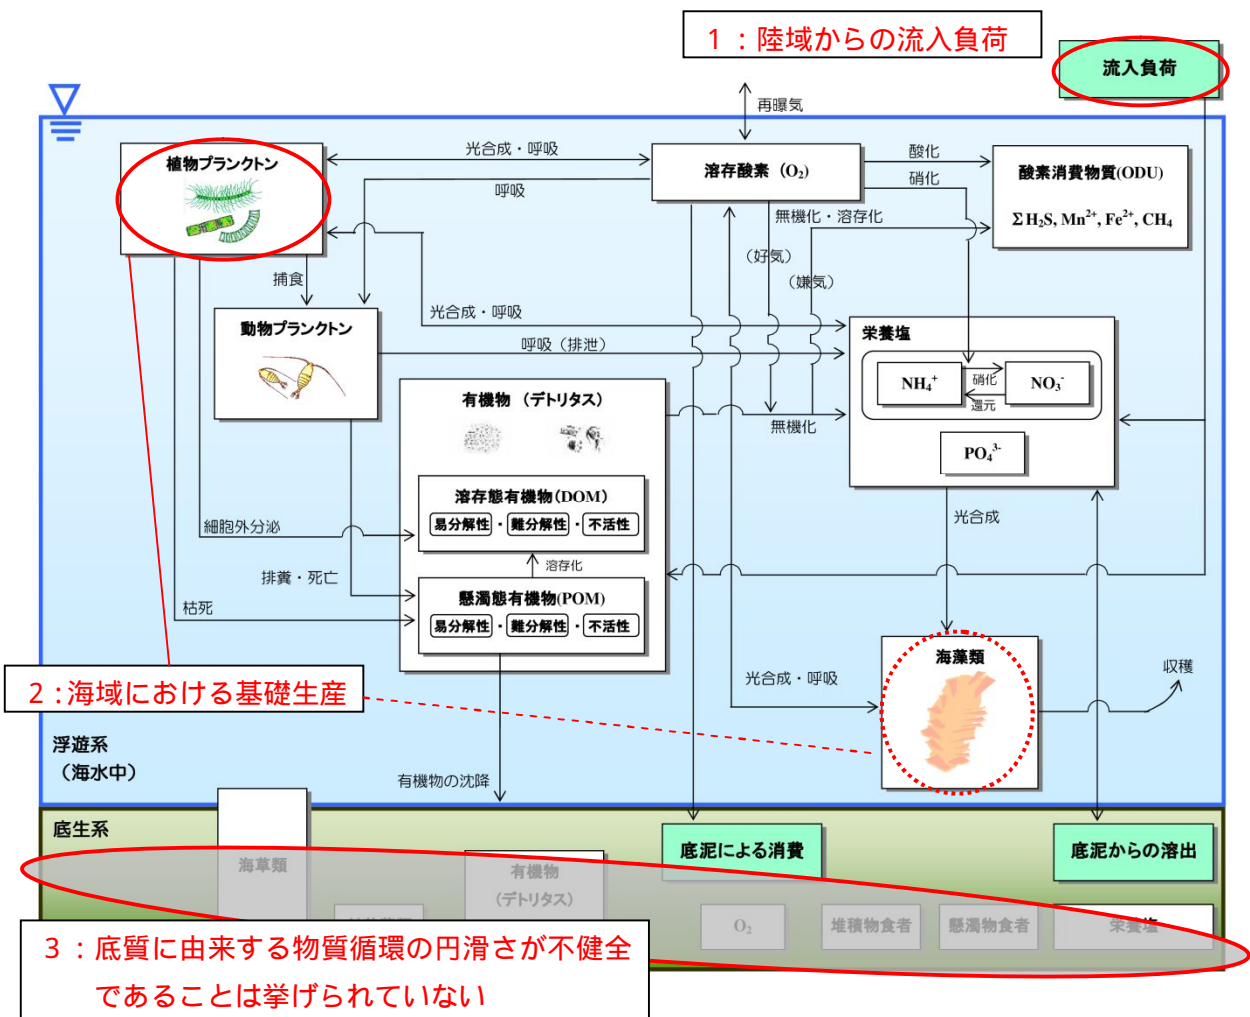 1：陸域からの流入負荷
流入負荷
再曝気
植物プランクトン
光合成・呼吸
呼吸
溶存酸素（O₂）
酸化
硝化
酸素消費物質(ODU)
ΣH₂S, Mn²⁺, Fe²⁺, CH₄
無機化・溶存化
（好気）
（嫌気）
捕食
光合成・呼吸
動物プランクトン
呼吸（排泄）
栄養塩
NH₄⁺
硝化
還元
NO₃⁻
PO₄³⁻
有機物 （デトリタス）
無機化
溶存態有機物(DOM)
易分解性・難分解性・不活性
細胞外分泌
溶存化
排糞・死亡
懸濁態有機物(POM)
易分解性・難分解性・不活性
枯死
光合成
海藻類
光合成・呼吸
収穫
2：海域における基礎生産
浮遊系
（海水中）
有機物の沈降
底生系
海草類
有機物
（デトリタス）
底泥による消費
底泥からの溶出
O₂
堆積物食者
懸濁物食者
栄養塩
3：底質に由来する物質循環の円滑さが不健全
であることは挙げられていない